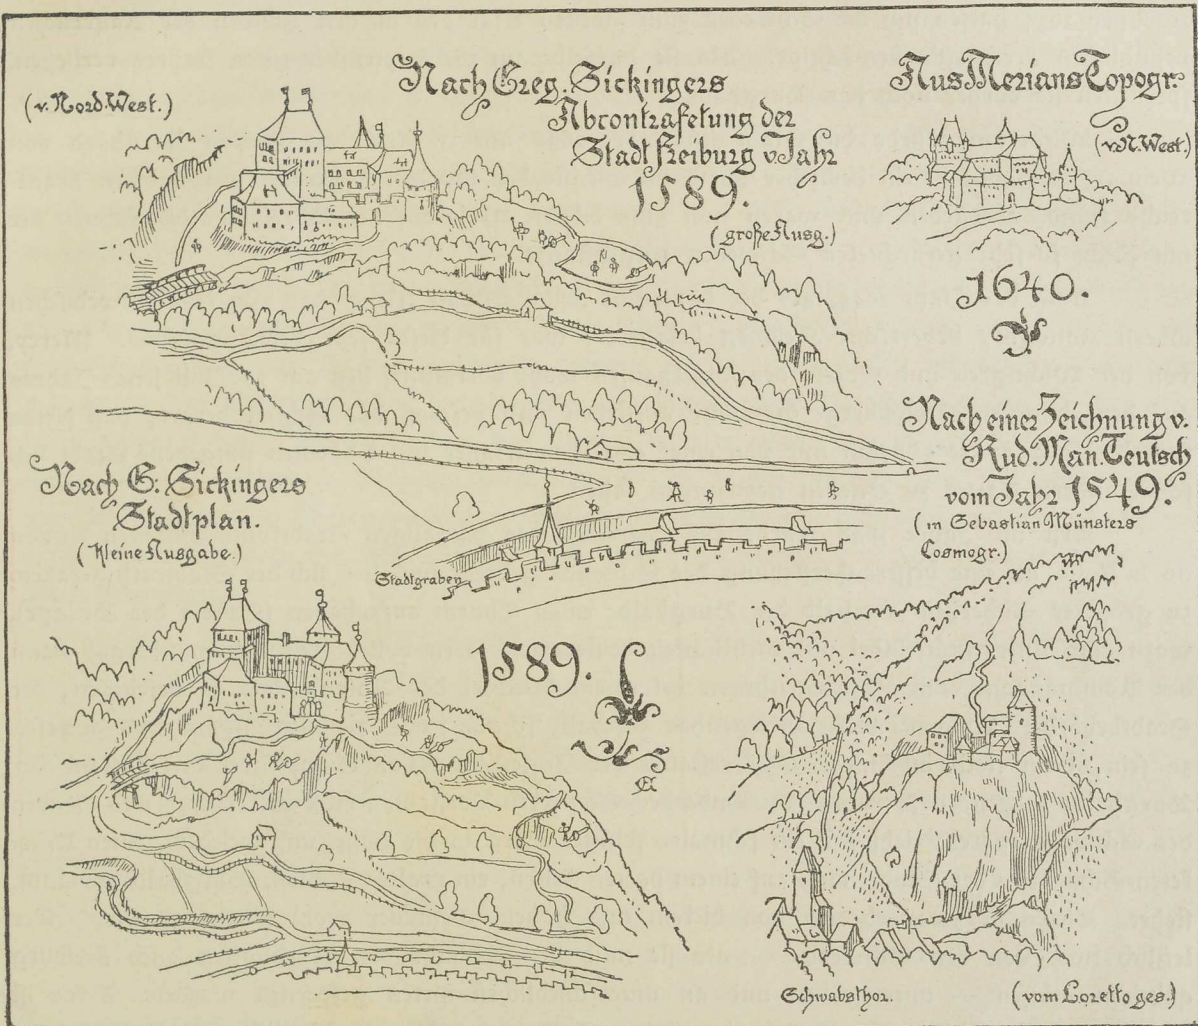 (v. Nord-West.)
Nach Greg. Sickingers
Abcontrafetung der
Stadt Freiburg v. Jahr
1589.
(große Ausg.)
Aus Merians Topogr.
(v. N. West.)
1640.
Nach einer Zeichnung v.
Rud. Man. Teutsch
vom Jahr 1549.
(in Sebastian Münsters
Cosmogr.)
Nach G. Sickingers
Stadtplan.
(Kleine Ausgabe.)
Stadtgraben
1589.
Schwabsthor.
(vom Loretto ges.)